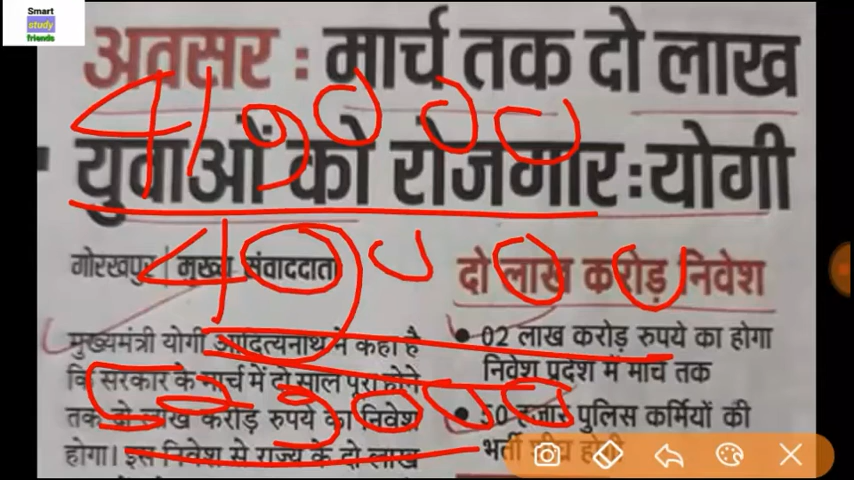 Smart
study
friends
अवसर : मार्च तक दो लाख
युवाओं को रोजगार : योगी
गोरखपुर | मुख्य संवाददाता
मुख्यमंत्री योगी आदित्यनाथ ने कहा है
कि सरकार के मार्च में दो साल पूरा होने
तक दो लाख करोड़ रुपये का निवेश
होगा। इस निवेश से राज्य के दो लाख
दो लाख करोड़ निवेश
● 02 लाख करोड़ रुपये का होगा
निवेश प्रदेश में मार्च तक
● 50 हजार पुलिस कर्मियों की
भर्ती शीघ्र होगी